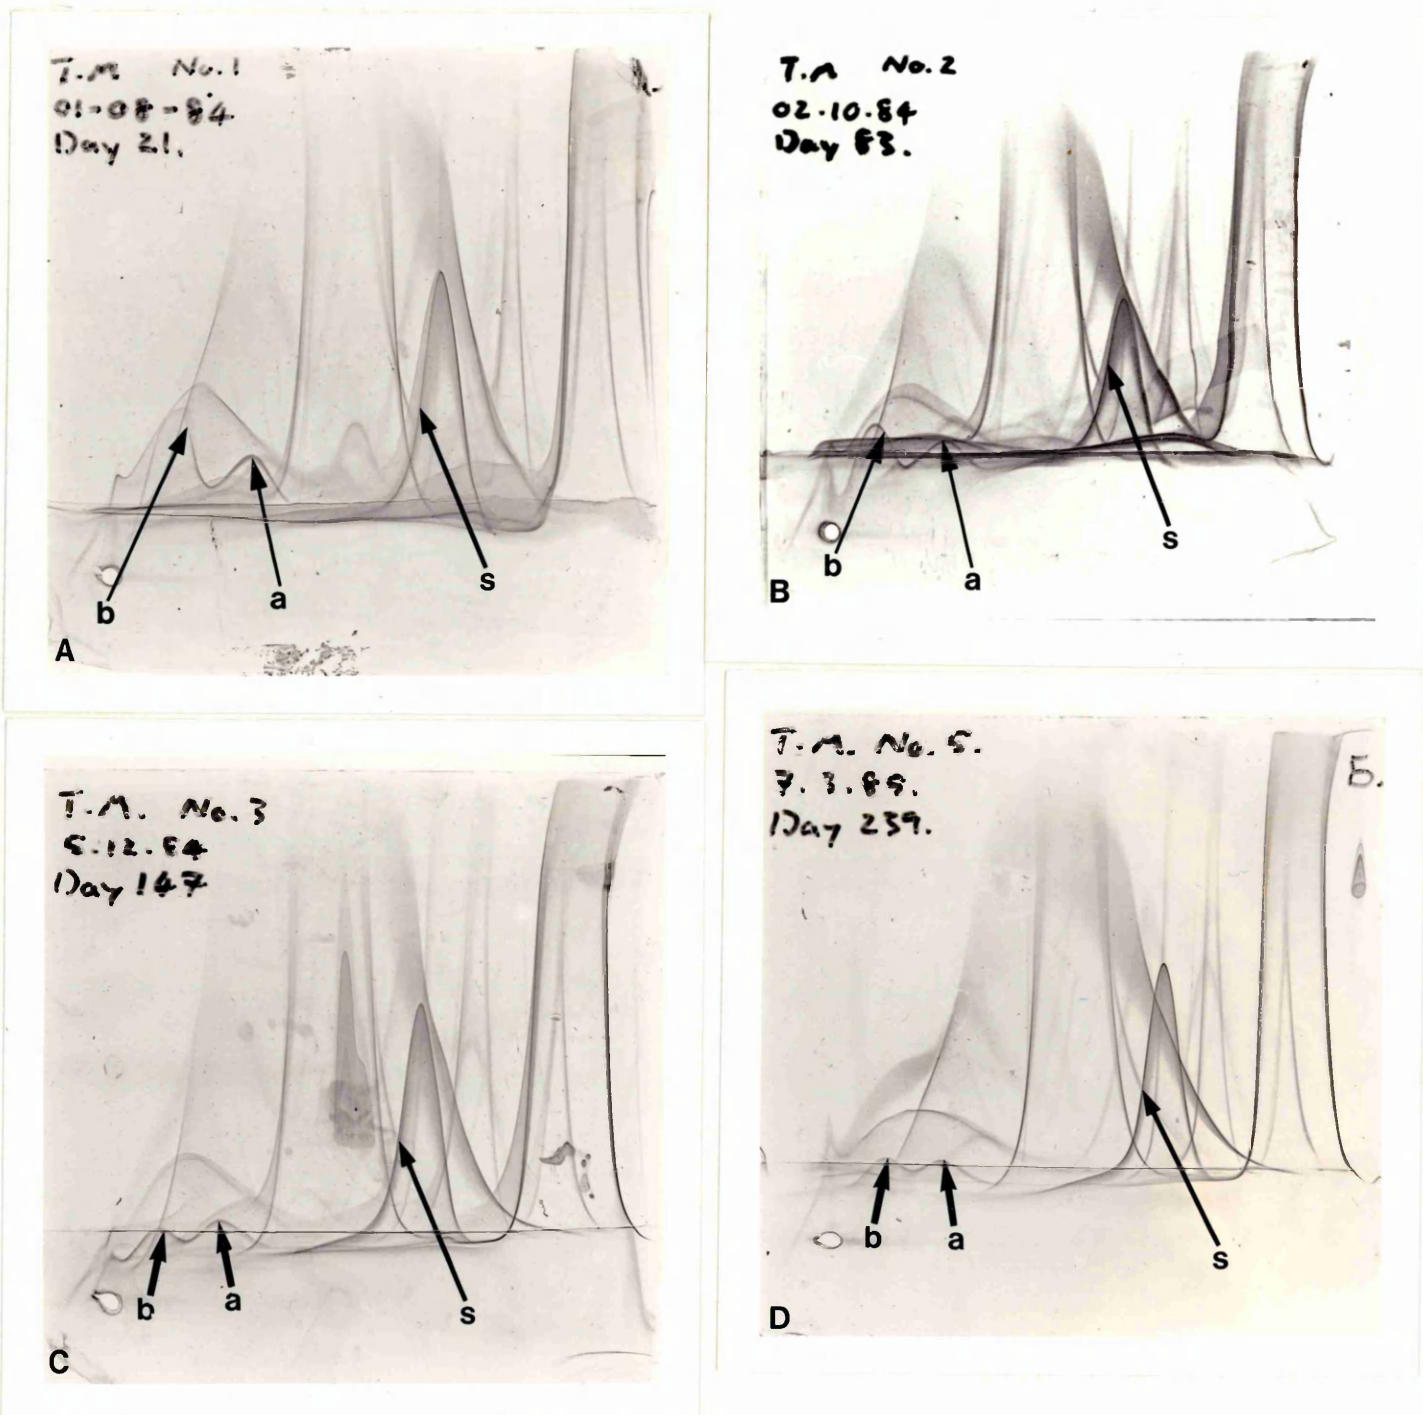 T.M No.1
01-08-84
Day 21.
b
a
s
A
T.M No.2
02.10.84
Day 83.
b
a
s
B
T.M. No.3
5.12.84
Day 147
b
a
s
C
T.M. No.5.
7.3.85.
Day 239.
5.
b
a
s
D